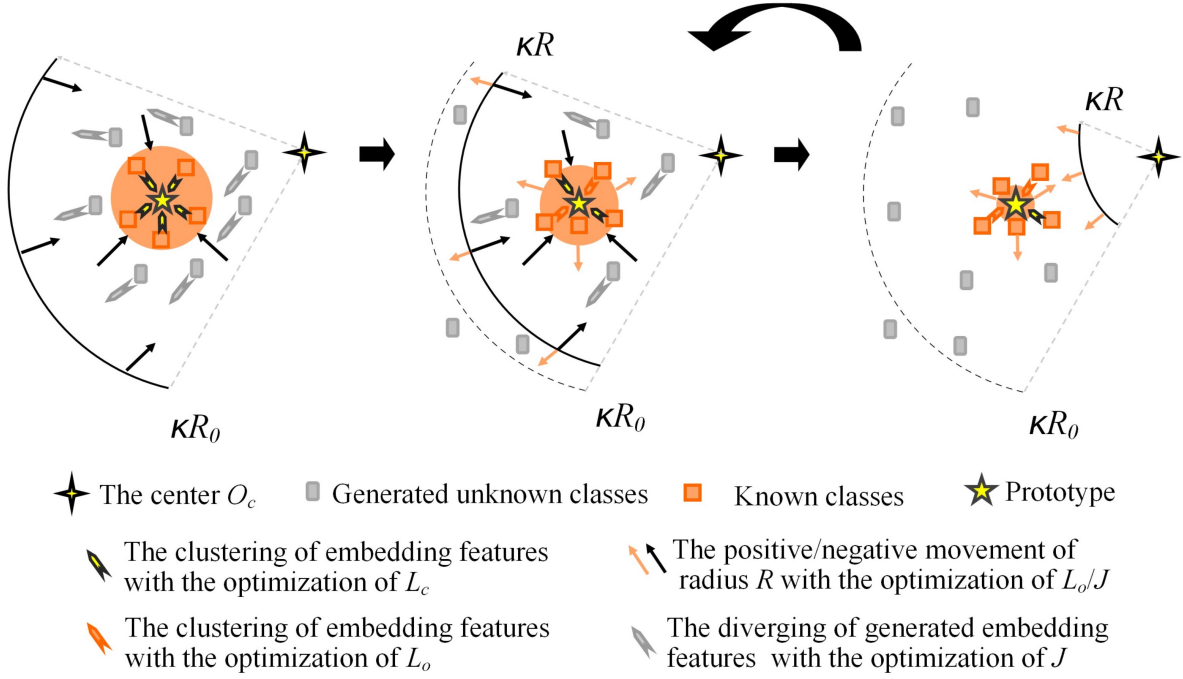 κR
κR
κR₀
κR₀
κR₀
The center O_c
Generated unknown classes
Known classes
Prototype
The clustering of embedding features
with the optimization of L_c
The positive/negative movement of
radius R with the optimization of L_o/J
The clustering of embedding features
with the optimization of L_o
The diverging of generated embedding
features with the optimization of J